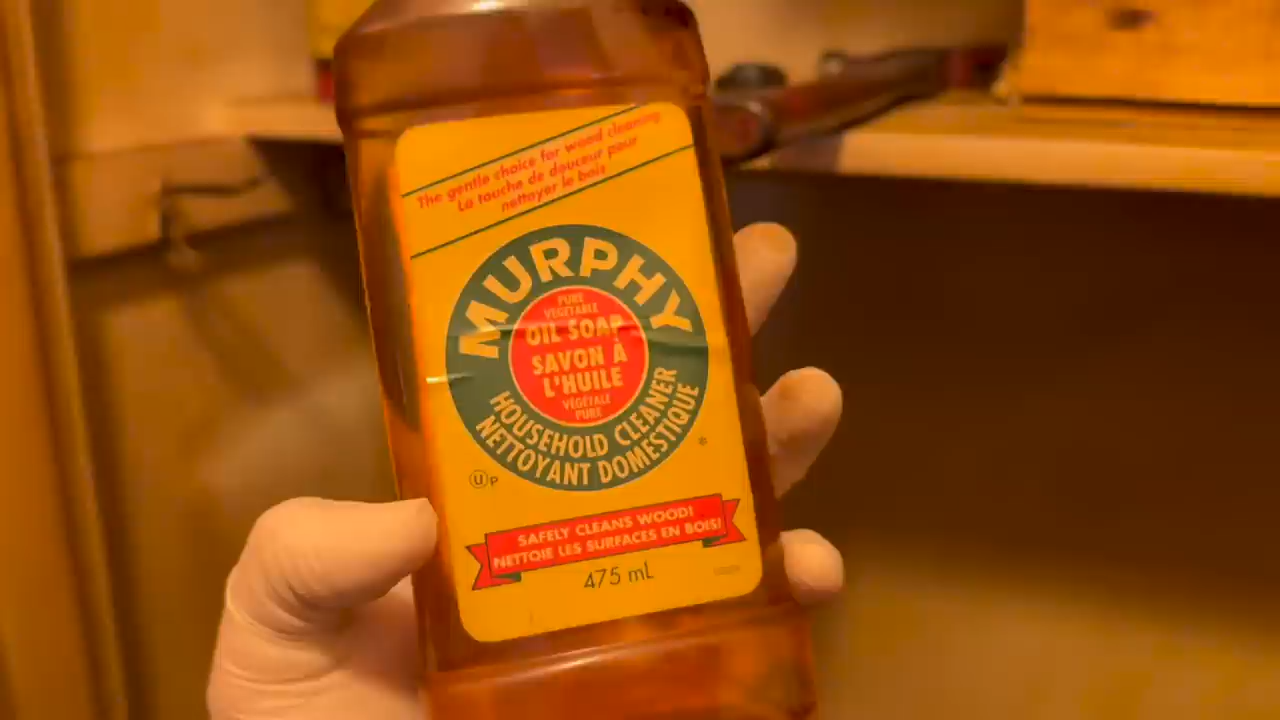 The gentle choice for wood cleaning
La touche de douceur pour
nettoyer le bois
MURPHY
PURE
VEGETABLE
OIL SOAP
SAVON À
L'HUILE
VÉGÉTALE
PURE
HOUSEHOLD CLEANER
NETTOYANT DOMESTIQUE
*
U P
SAFELY CLEANS WOOD!
NETTOIE LES SURFACES EN BOIS!
475 mL